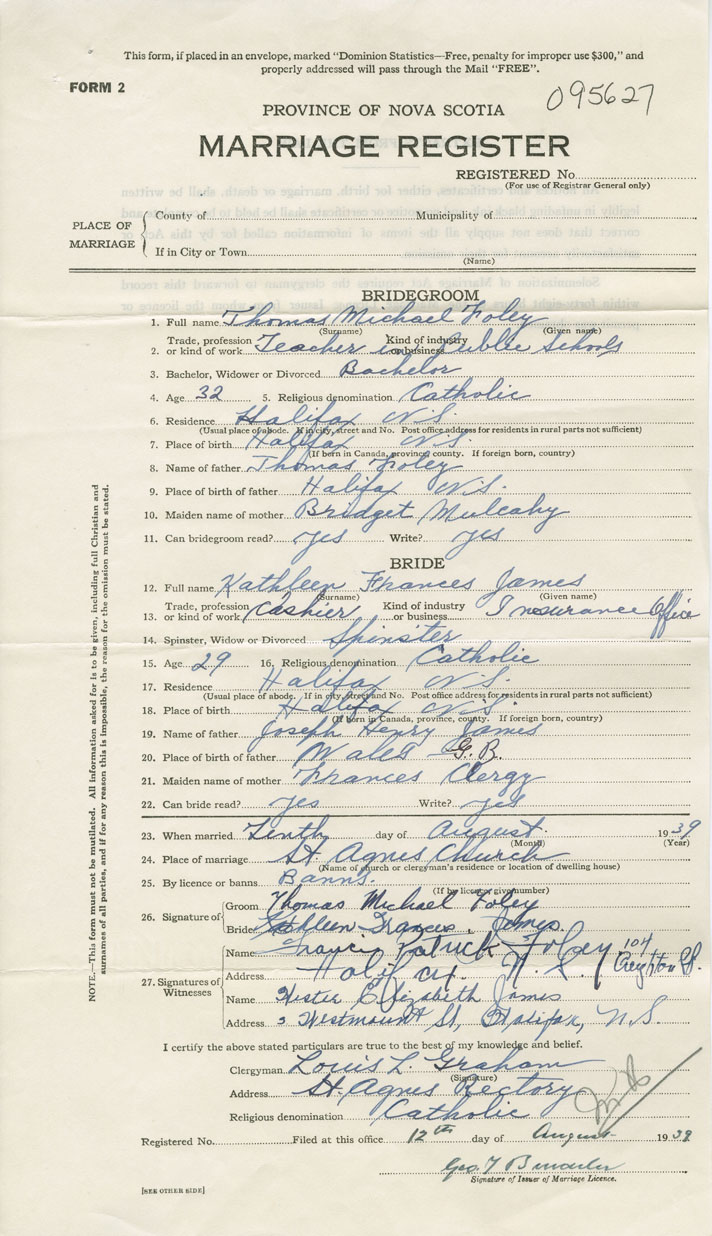 This form, if placed in an envelope, marked "Dominion Statistics—Free, penalty for improper use $300," and
properly addressed will pass through the Mail "FREE".
FORM 2
095627
PROVINCE OF NOVA SCOTIA
MARRIAGE REGISTER
REGISTERED No.
(For use of Registrar General only)
PLACE OF MARRIAGE
County of Municipality of
If in City or Town
(Name)
BRIDEGROOM
1. Full name Thomas Michael Foley
(Surname) (Given name)
2. Trade, profession or kind of work Teacher in Kind of industry or business Public Schools
3. Bachelor, Widower or Divorced Bachelor
4. Age 32 5. Religious denomination Catholic
6. Residence Halifax N.S.
(Usual place of abode. If in city, street and No. Post office address for residents in rural parts not sufficient)
7. Place of birth Halifax N.S.
(If born in Canada, province, county. If foreign born, country)
8. Name of father Thomas Foley
9. Place of birth of father Halifax N.S.
10. Maiden name of mother Bridget Mulcahy
11. Can bridegroom read? yes Write? yes
BRIDE
12. Full name Kathleen Frances James
(Surname) (Given name)
13. Trade, profession or kind of work Cashier Kind of industry or business Insurance Office
14. Spinster, Widow or Divorced Spinster
15. Age 29 16. Religious denomination Catholic
17. Residence Halifax N.S.
(Usual place of abode. If in city, street and No. Post office address for residents in rural parts not sufficient)
18. Place of birth Halifax N.S.
(If born in Canada, province, county. If foreign born, country)
19. Name of father Joseph Henry James
20. Place of birth of father Wales G.B.
21. Maiden name of mother Frances Clergy
22. Can bride read? yes Write? yes
23. When married Tenth day of August 1939
(Month) (Year)
24. Place of marriage St. Agnes Church
(Name of church or clergyman's residence or location of dwelling house)
25. By licence or banns Banns.
(If by licence give number)
26. Signature of
Groom Thomas Michael Foley
Bride Kathleen Frances James.
27. Signatures of Witnesses
Name Francis Patrick Foley
Address Halifax, N.S. 104 Creighton St.
Name Hester Elizabeth James
Address 3 Westmount St, Halifax, N.S.
I certify the above stated particulars are true to the best of my knowledge and belief.
Clergyman Louis L. Graham
(Signature)
Address St. Agnes Rectory
Religious denomination Catholic
Registered No. Filed at this office 12th day of August 1939
Geo. T
Signature of Issuer of Marriage Licence.
[SEE OTHER SIDE]
NOTE.—This form must not be mutilated. All information asked for is to be given, including full Christian and
surnames of all parties, and if for any reason this is impossible, the reason for the omission must be stated.